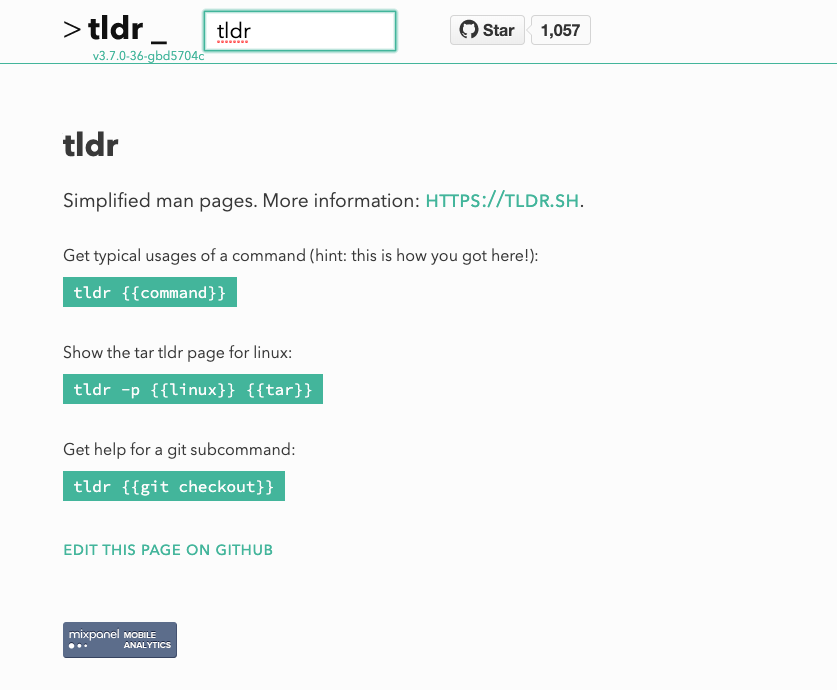 > tldr _
tldr
Star
1,057
v3.7.0-36-gbd5704c
tldr
Simplified man pages. More information: HTTPS://TLDR.SH.
Get typical usages of a command (hint: this is how you got here!):
tldr {{command}}
Show the tar tldr page for linux:
tldr -p {{linux}} {{tar}}
Get help for a git subcommand:
tldr {{git checkout}}
EDIT THIS PAGE ON GITHUB
mixpanel MOBILE
ANALYTICS